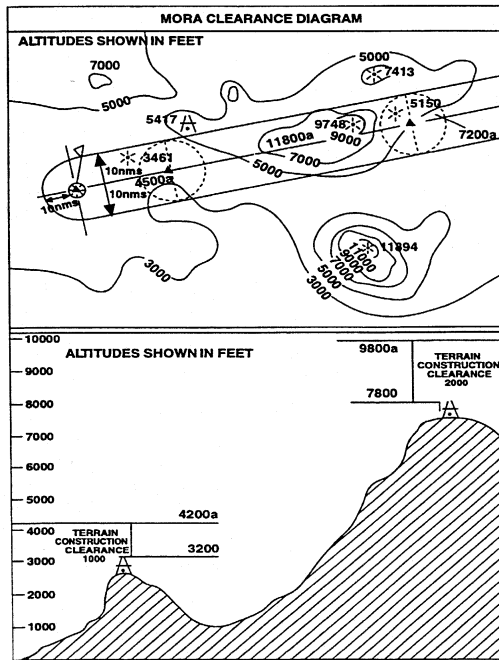 MORA CLEARANCE DIAGRAM
ALTITUDES SHOWN IN FEET
7000
5000
5000
7413
5417
9748
5150
11800a
9000
7000
5000
7200a
3461
10nms
4500a
10nms
10nms
3000
11894
11000
9000
7000
5000
3000
10000
ALTITUDES SHOWN IN FEET
9800a
TERRAIN
CONSTRUCTION
CLEARANCE
2000
9000
7800
8000
7000
6000
5000
4200a
4000
TERRAIN
CONSTRUCTION
CLEARANCE
1000
3200
3000
2000
1000